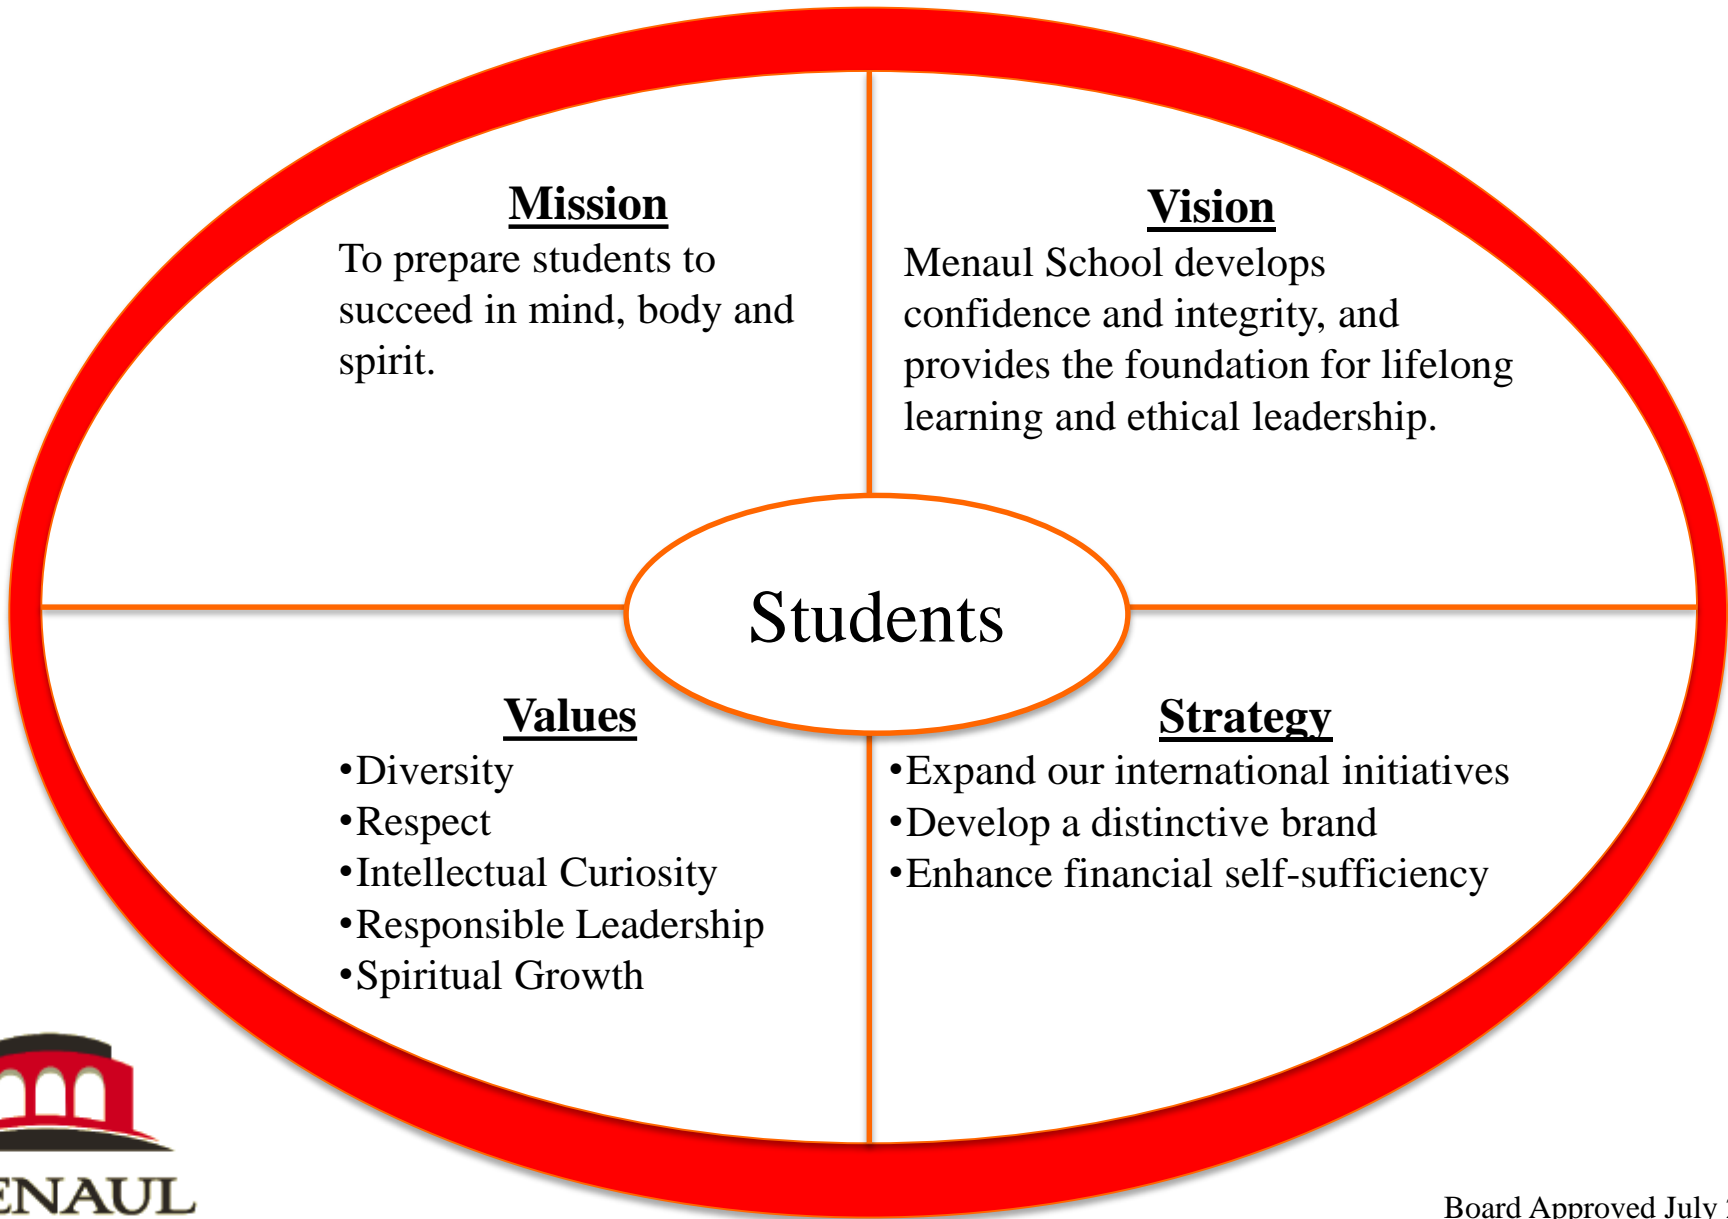 Mission
To prepare students to
succeed in mind, body and
spirit.
Vision
Menaul School develops
confidence and integrity, and
provides the foundation for lifelong
learning and ethical leadership.
Students
Values
•Diversity
•Respect
•Intellectual Curiosity
•Responsible Leadership
•Spiritual Growth
Strategy
•Expand our international initiatives
•Develop a distinctive brand
•Enhance financial self-sufficiency
ENAUL
Board Approved July